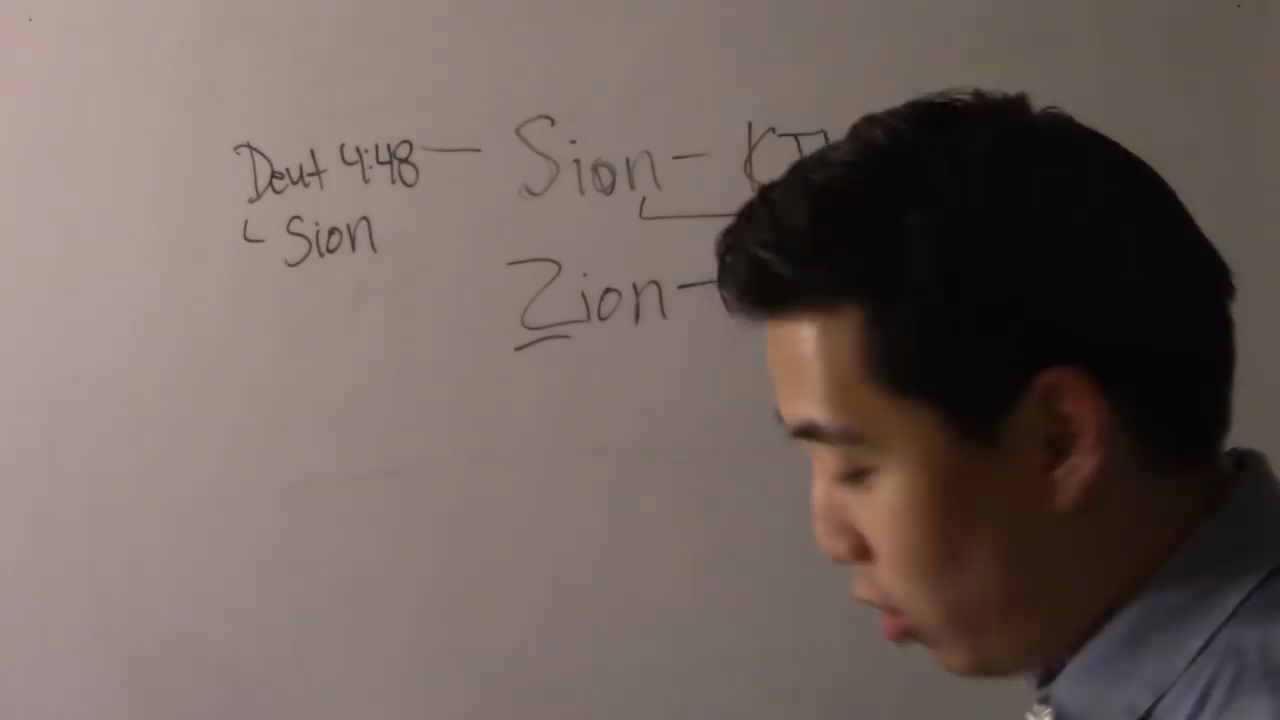 Deut 4:48 — Sion — 
Sion
Zion —